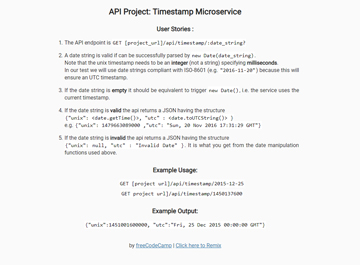 API Project: Timestamp Microservice
User Stories :
1. The API endpoint is GET [project_url]/api/timestamp/:date_string?
2. A date string is valid if can be successfully parsed by new Date(date_string).
Note that the unix timestamp needs to be an integer (not a string) specifying milliseconds.
In our test we will use date strings compliant with ISO-8601 (e.g. "2016-11-20") because this will
ensure an UTC timestamp.
3. If the date string is empty it should be equivalent to trigger new Date(), i.e. the service uses the
current timestamp.
4. If the date string is valid the api returns a JSON having the structure
{"unix": <date.getTime()>, "utc" : <date.toUTCString()> }
e.g. {"unix": 1479663089000 ,"utc": "Sun, 20 Nov 2016 17:31:29 GMT"}
5. If the date string is invalid the api returns a JSON having the structure
{"unix": null, "utc" : "Invalid Date" }. It is what you get from the date manipulation
functions used above.
Example Usage:
GET [project url]/api/timestamp/2015-12-25
GET project url]/api/timestamp/1450137600
Example Output:
{"unix":1451001600000, "utc":"Fri, 25 Dec 2015 00:00:00 GMT"}
by freeCodeCamp | Click here to Remix